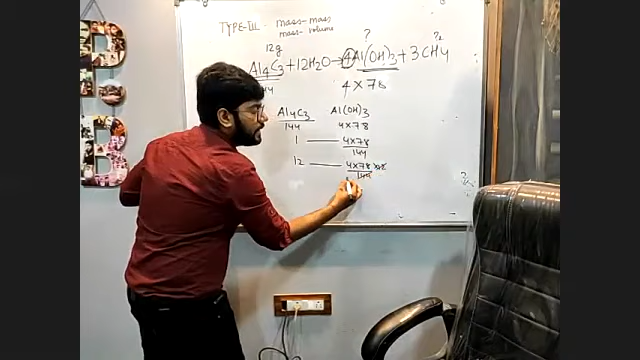 TYPE-III - mass-mass
mass-volume
12g ? ?
Al4C3 + 12H2O → 4Al(OH)3 + 3CH4
144 4×78
Al4C3 Al(OH)3
144 4×78
1 —— 4×78
144
12 —— 4×78×12
144